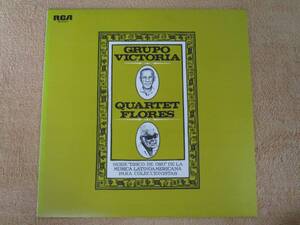 RCA
GRUPO
VICTORIA
QUARTET
FLORES
SERIE "DISCO DE ORO" DE LA
MUSICA LATINOAMERICANA
PARA COLECCIONISTAS